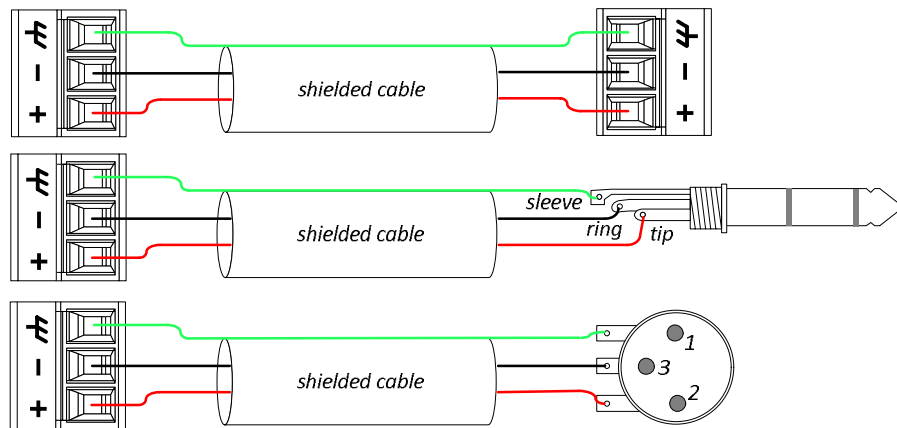 -
shielded cable
-
+
+
-
shielded cable
sleeve
ring
tip
+
-
shielded cable
1
3
2
+